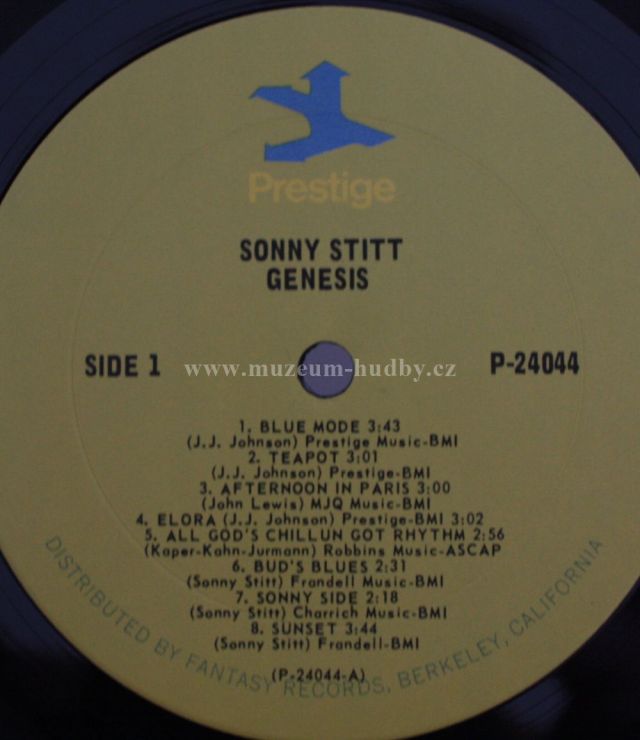 Prestige
SONNY STITT
GENESIS
SIDE 1
www.muzeum-hudby.cz
P-24044
1. BLUE MODE 3:43
(J.J. Johnson) Prestige Music-BMI
2. TEAPOT 3:01
(J.J. Johnson) Prestige-BMI
3. AFTERNOON IN PARIS 3:00
(John Lewis) MJQ Music-BMI
4. ELORA (J.J. Johnson) Prestige-BMI 3:02
5. ALL GOD'S CHILLUN GOT RHYTHM 2:56
(Kaper-Kahn-Jurmann) Robbins Music-ASCAP
6. BUD'S BLUES 2:31
(Sonny Stitt) Frandell Music-BMI
7. SONNY SIDE 2:18
(Sonny Stitt) Charrich Music-BMI
8. SUNSET 3:44
(Sonny Stitt) Frandell-BMI
(P-24044-A)
DISTRIBUTED BY FANTASY RECORDS, BERKELEY, CALIFORNIA